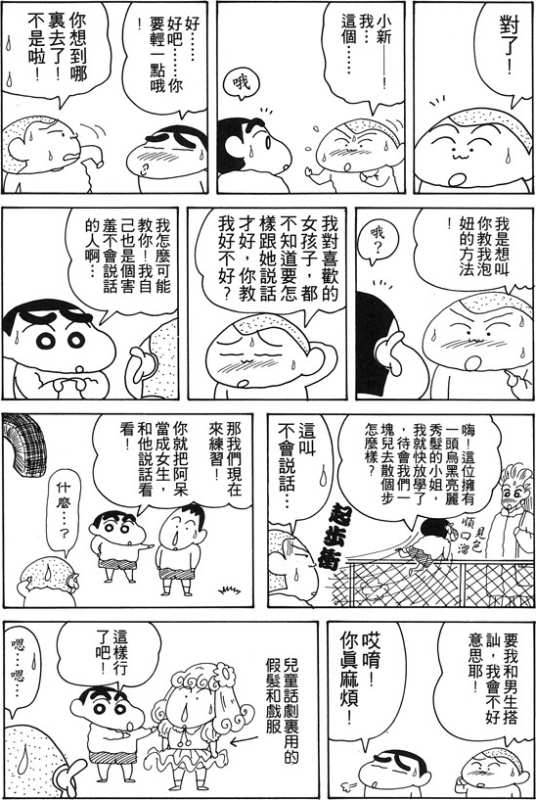 對了！
小新——！
我…
這個……
哦
好……
好吧……你
要輕一點哦
！
你想到哪
裏去了！
不是啦！
我是想叫
你教我泡
妞的方法
！
哦？
我對喜歡的
女孩子，都
不知道要怎
樣跟她說話
才好，你教
我好不好？
我怎麼可能
教你！我自
己也是個害
羞不會說話
的人啊…
嗨！這位擁有
一頭烏黑亮麗
秀髮的小姐，
我就快放學了
，待會我們一
塊兒去散個步
怎麼樣？
見色
順口
起步衝
這叫
不會說話…
那我們現在
來練習！
你就把阿呆
當成女生，
和他說話看
看！
什麼…？
要我和男生搭
訕，我會不好
意思耶！
哎唷！
你真麻煩！
兒童話劇裏用的
假髮和戲服
這樣行
了吧！
嗯…嗯…